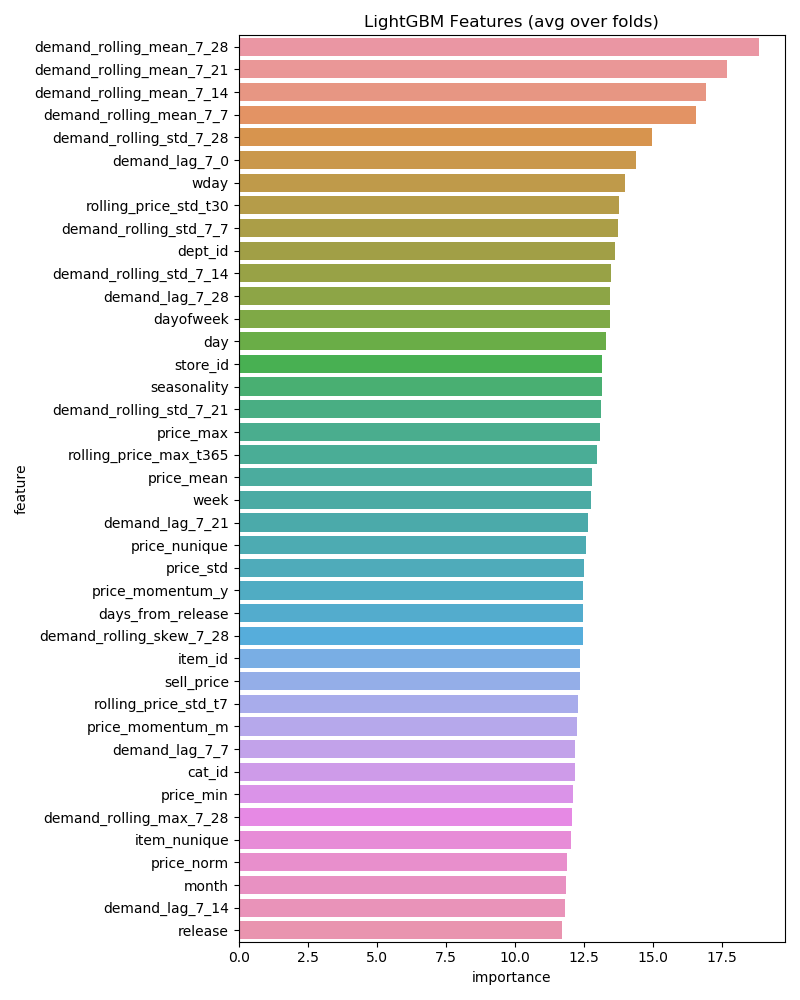 LightGBM Features (avg over folds)
demand_rolling_mean_7_28
demand_rolling_mean_7_21
demand_rolling_mean_7_14
demand_rolling_mean_7_7
demand_rolling_std_7_28
demand_lag_7_0
wday
rolling_price_std_t30
demand_rolling_std_7_7
dept_id
demand_rolling_std_7_14
demand_lag_7_28
dayofweek
day
store_id
seasonality
demand_rolling_std_7_21
price_max
rolling_price_max_t365
price_mean
week
demand_lag_7_21
price_nunique
price_std
price_momentum_y
days_from_release
demand_rolling_skew_7_28
item_id
sell_price
rolling_price_std_t7
price_momentum_m
demand_lag_7_7
cat_id
price_min
demand_rolling_max_7_28
item_nunique
price_norm
month
demand_lag_7_14
release
feature
0.0 2.5 5.0 7.5 10.0 12.5 15.0 17.5
importance